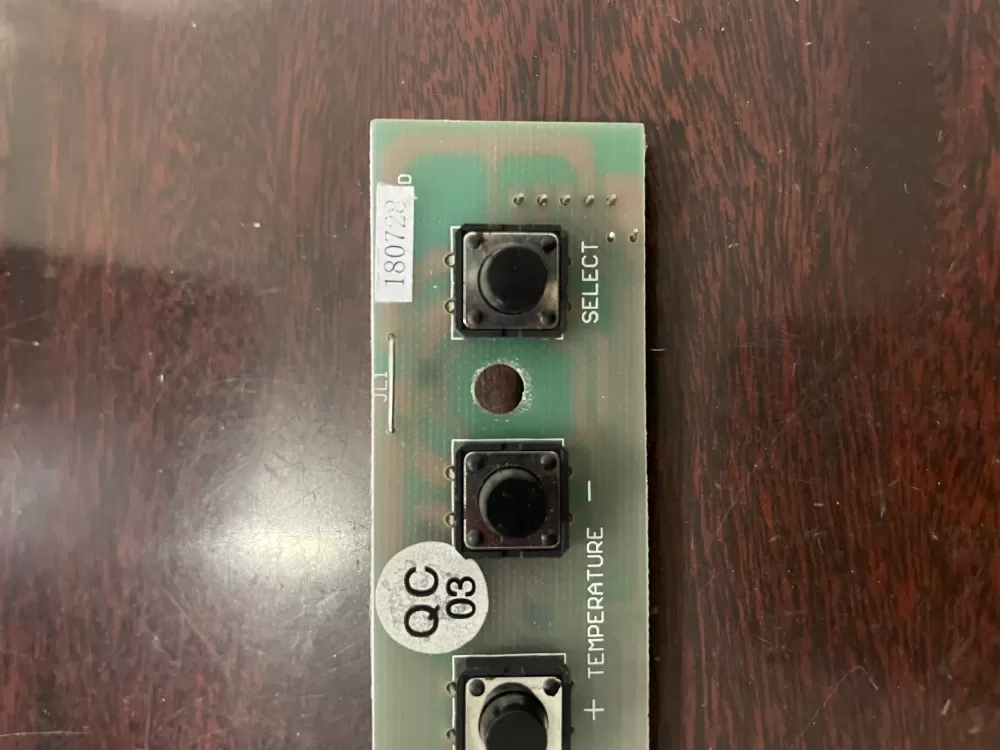 180728
D
SELECT
JL1
QC
03
+ TEMPERATURE -